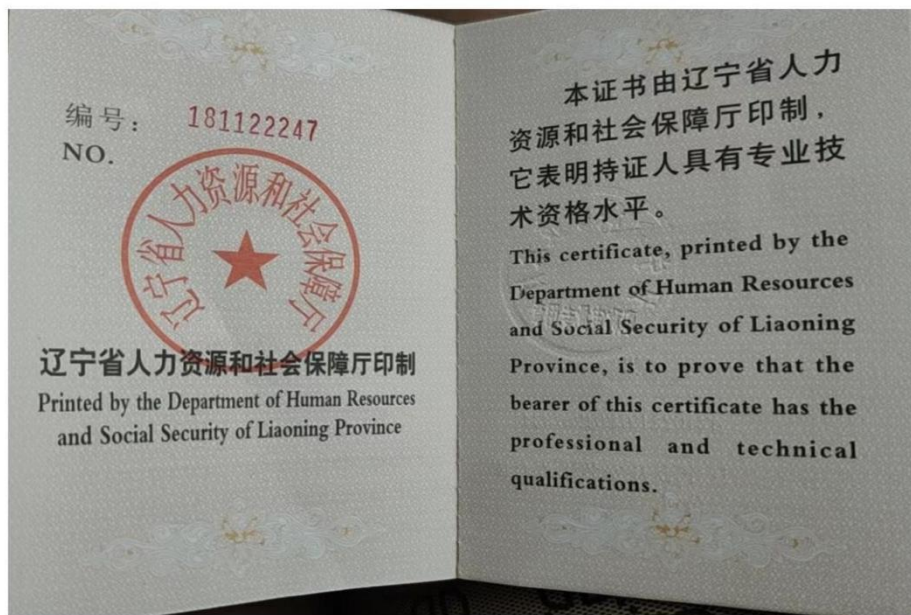 编号: 181122247
NO.
辽宁省人力资源和社会保障厅
辽宁省人力资源和社会保障厅印制
Printed by the Department of Human Resources
and Social Security of Liaoning Province
本证书由辽宁省人力
资源和社会保障厅印制,
它表明持证人具有专业技
术资格水平。
This certificate, printed by the
Department of Human Resources
and Social Security of Liaoning
Province, is to prove that the
bearer of this certificate has the
professional and technical
qualifications.